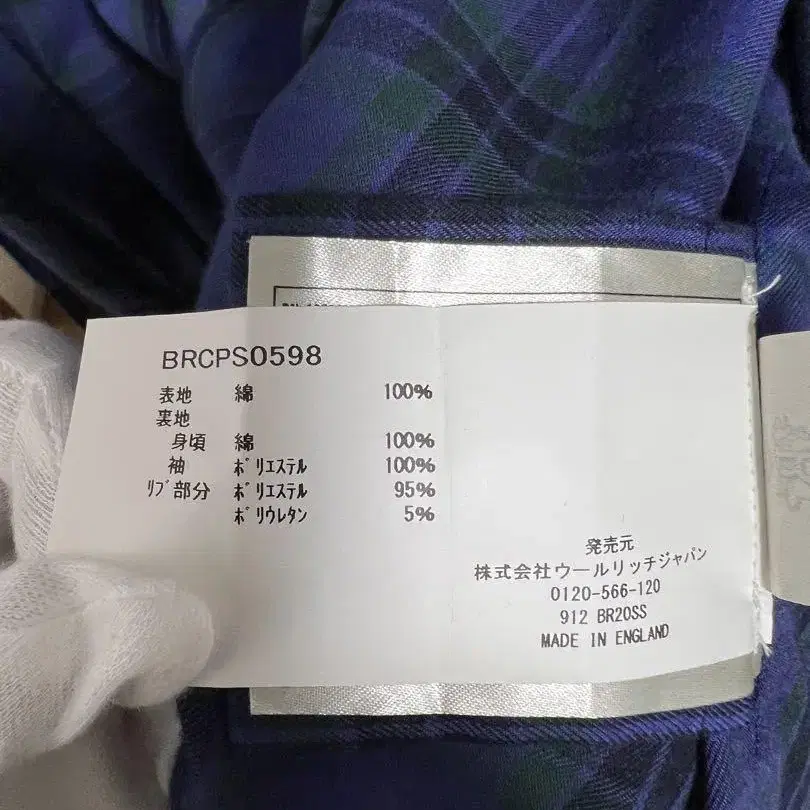 BRCPS0598
表地 綿 100%
裏地
身頃 綿 100%
袖 ポリエステル 100%
リブ部分 ポリエステル 95%
ポリウレタン 5%
発売元
株式会社ウールリッチジャパン
0120-566-120
912 BR20SS
MADE IN ENGLAND